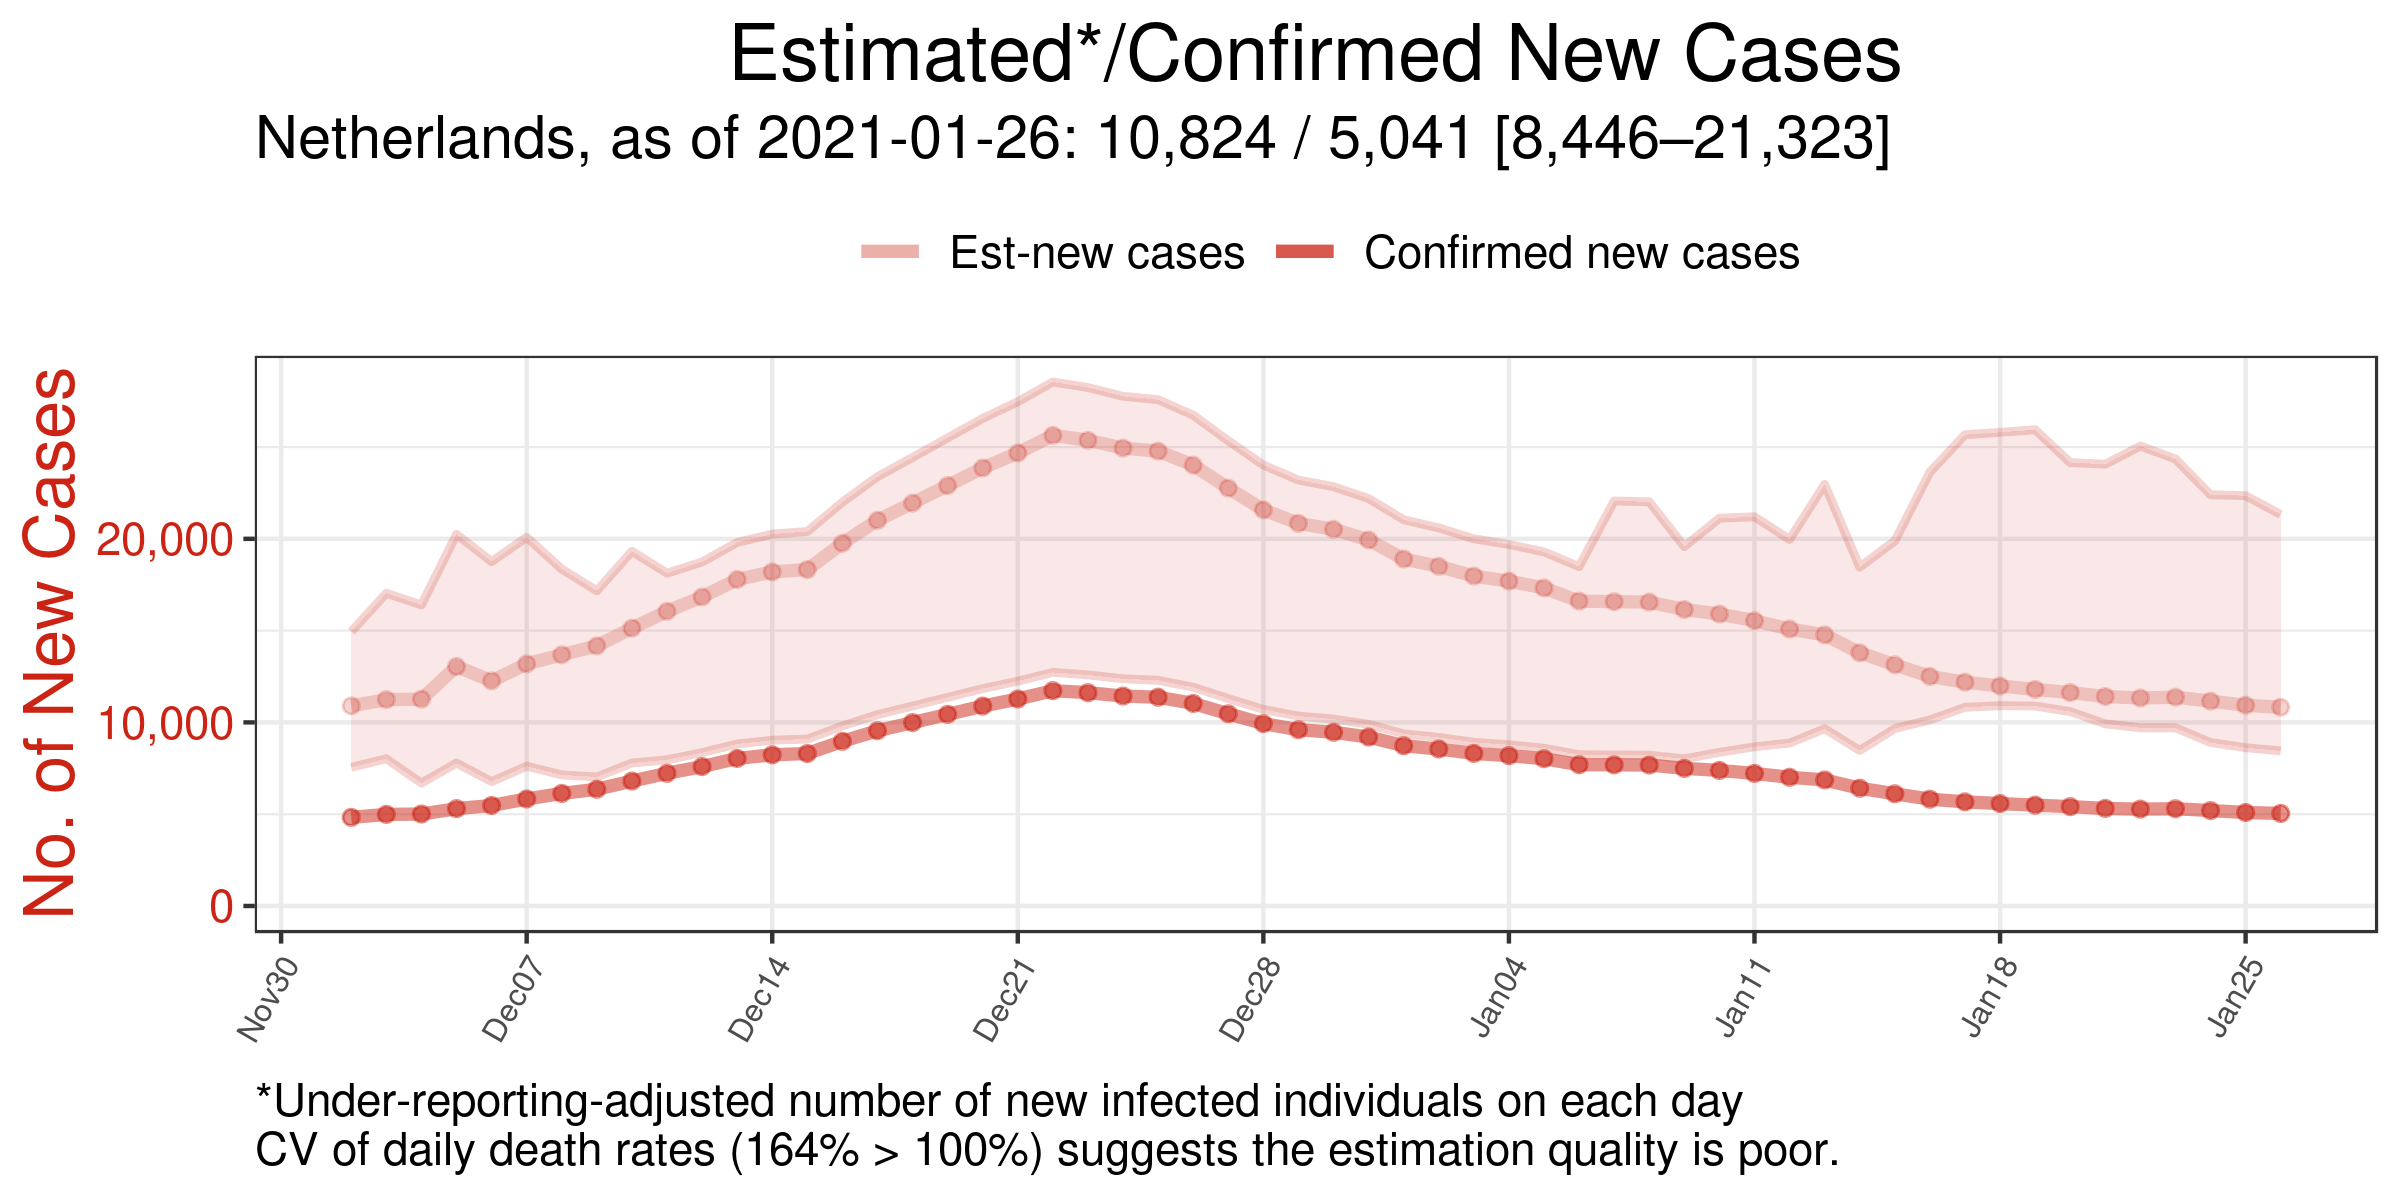 Estimated*/Confirmed New Cases
Netherlands, as of 2021-01-26: 10,824 / 5,041 [8,446–21,323]
Est-new cases
Confirmed new cases
No. of New Cases
20,000
10,000
0
Nov30
Dec07
Dec14
Dec21
Dec28
Jan04
Jan11
Jan18
Jan25
*Under-reporting-adjusted number of new infected individuals on each day
CV of daily death rates (164% > 100%) suggests the estimation quality is poor.